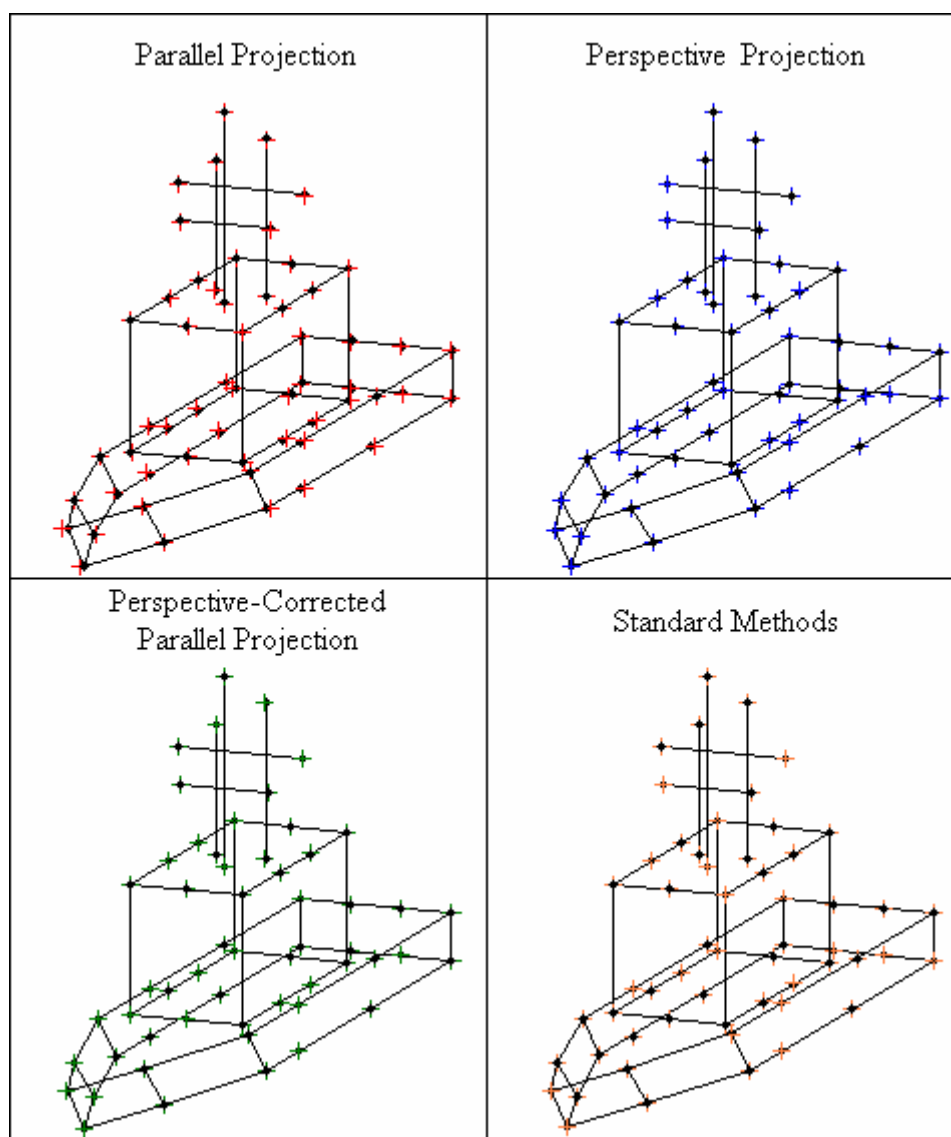 Parallel Projection
Perspective Projection
Perspective-Corrected
Parallel Projection
Standard Methods